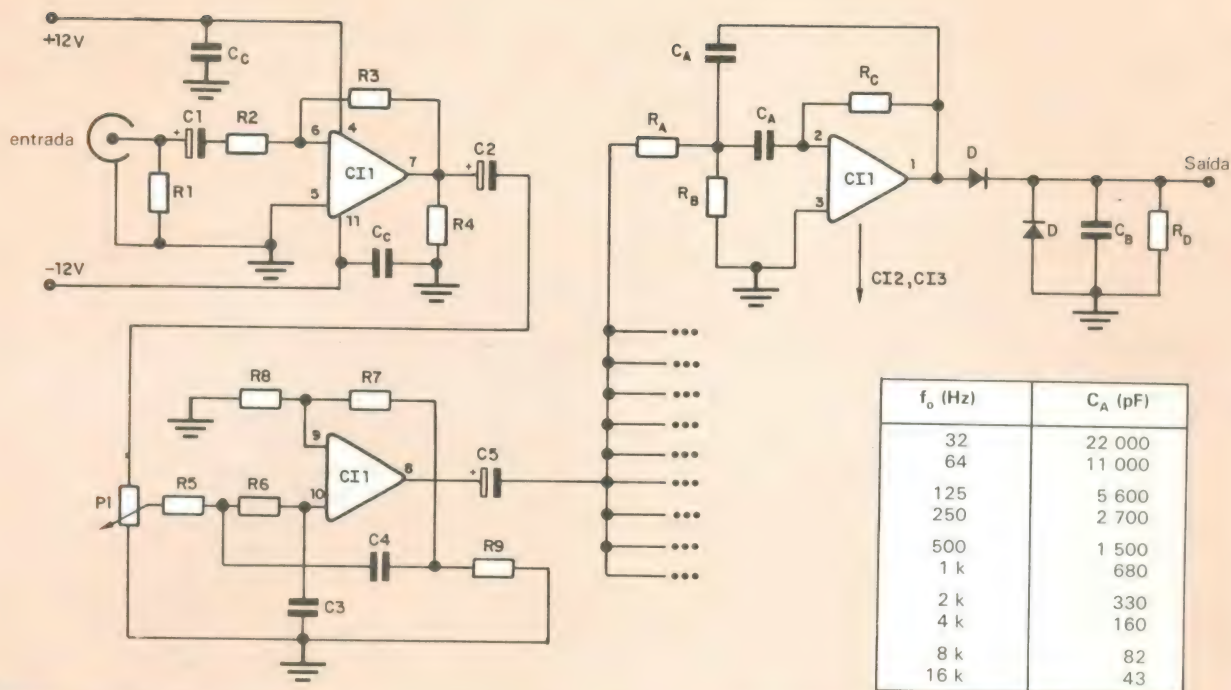 +12V
C_C
R3
entrada
C1
R2
6
4
CI1
7
C2
5
11
R1
R4
C_C
-12V
R8
R7
9
CI1
8
C5
10
P1
R5
R6
C4
R9
C3
C_A
R_C
R_A
C_A
2
CI1
1
D
Saída
R_B
3
D
C_B
R_D
CI2, CI3
f_o (Hz) C_A (pF)
32 22 000
64 11 000
125 5 600
250 2 700
500 1 500
1 k 680
2 k 330
4 k 160
8 k 82
16 k 43